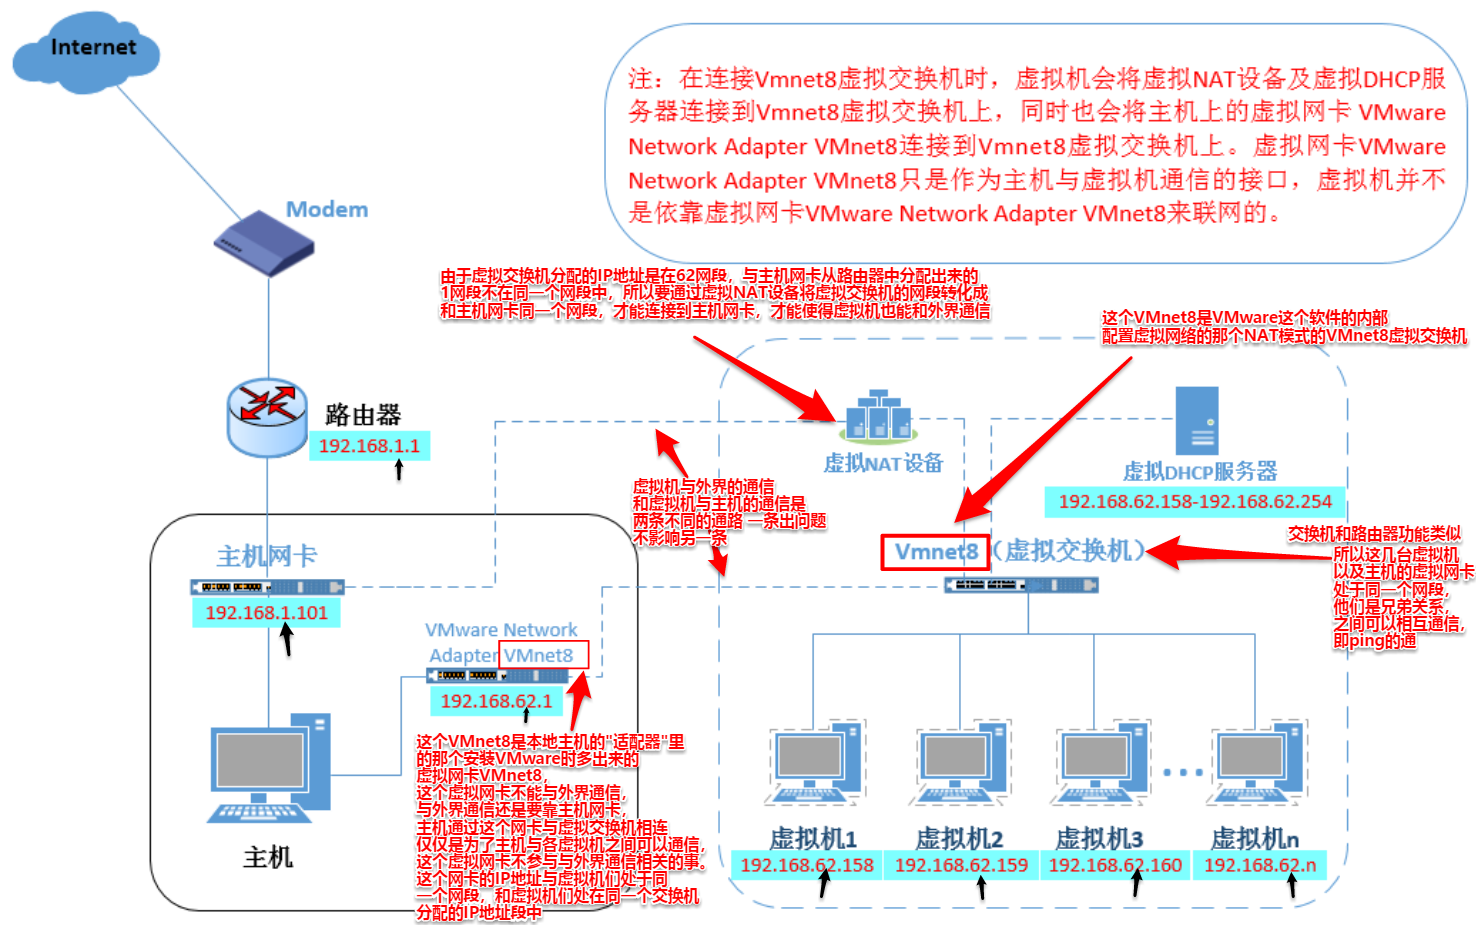 Internet
注：在连接Vmnet8虚拟交换机时，虚拟机会将虚拟NAT设备及虚拟DHCP服
务器连接到Vmnet8虚拟交换机上，同时也会将主机上的虚拟网卡 VMware
Network Adapter VMnet8连接到Vmnet8虚拟交换机上。虚拟网卡VMware
Network Adapter VMnet8只是作为主机与虚拟机通信的接口，虚拟机并不
是依靠虚拟网卡VMware Network Adapter VMnet8来联网的。
Modem
由于虚拟交换机分配的IP地址是在62网段，与主机网卡从路由器中分配出来的
1网段不在同一个网段中，所以要通过虚拟NAT设备将虚拟交换机的网段转化成
和主机网卡同一个网段，才能连接到主机网卡，才能使得虚拟机也能和外界通信
这个VMnet8是VMware这个软件的内部
配置虚拟网络的那个NAT模式的VMnet8虚拟交换机
路由器
192.168.1.1
虚拟NAT设备
虚拟DHCP服务器
192.168.62.158-192.168.62.254
虚拟机与外界的通信
和虚拟机与主机的通信是
两条不同的通路 一条出问题
不影响另一条
Vmnet8（虚拟交换机）
交换机和路由器功能类似
所以这几台虚拟机
以及主机的虚拟网卡
处于同一个网段，
他们是兄弟关系，
之间可以相互通信，
即ping的通
主机网卡
192.168.1.101
VMware Network
Adapter VMnet8
192.168.62.1
这个VMnet8是本地主机的"适配器"里
的那个安装VMware时多出来的
虚拟网卡VMnet8，
这个虚拟网卡不能与外界通信，
与外界通信还是要靠主机网卡，
主机通过这个网卡与虚拟交换机相连
仅仅是为了主机与各虚拟机之间可以通信，
这个虚拟网卡不参与与外界通信相关的事。
这个网卡的IP地址与虚拟机们处于同
一个网段，和虚拟机们处在同一个交换机
分配的IP地址段中
主机
虚拟机1
192.168.62.158
虚拟机2
192.168.62.159
虚拟机3
192.168.62.160
虚拟机n
192.168.62.n